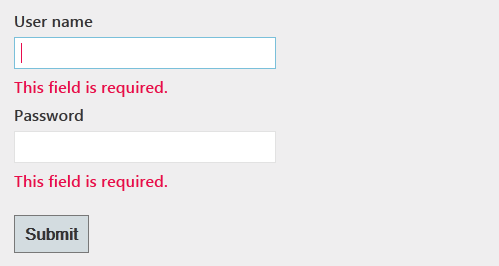 User name
This field is required.
Password
This field is required.
Submit